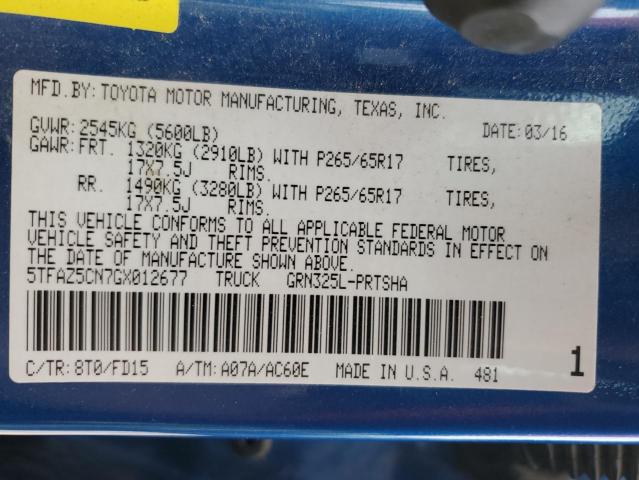 MFD.BY: TOYOTA MOTOR MANUFACTURING, TEXAS, INC.
GVWR: 2545KG (5600LB) DATE: 03/16
GAWR: FRT. 1320KG (2910LB) WITH P265/65R17 TIRES,
17X7.5J RIMS.
RR. 1490KG (3280LB) WITH P265/65R17 TIRES,
17X7.5J RIMS.
THIS VEHICLE CONFORMS TO ALL APPLICABLE FEDERAL MOTOR
VEHICLE SAFETY AND THEFT PREVENTION STANDARDS IN EFFECT ON
THE DATE OF MANUFACTURE SHOWN ABOVE.
5TFAZ5CN7GX012677 TRUCK GRN325L-PRTSHA
1
C/TR: 8T0/FD15 A/TM: A07A/AC60E MADE IN U.S.A. 481